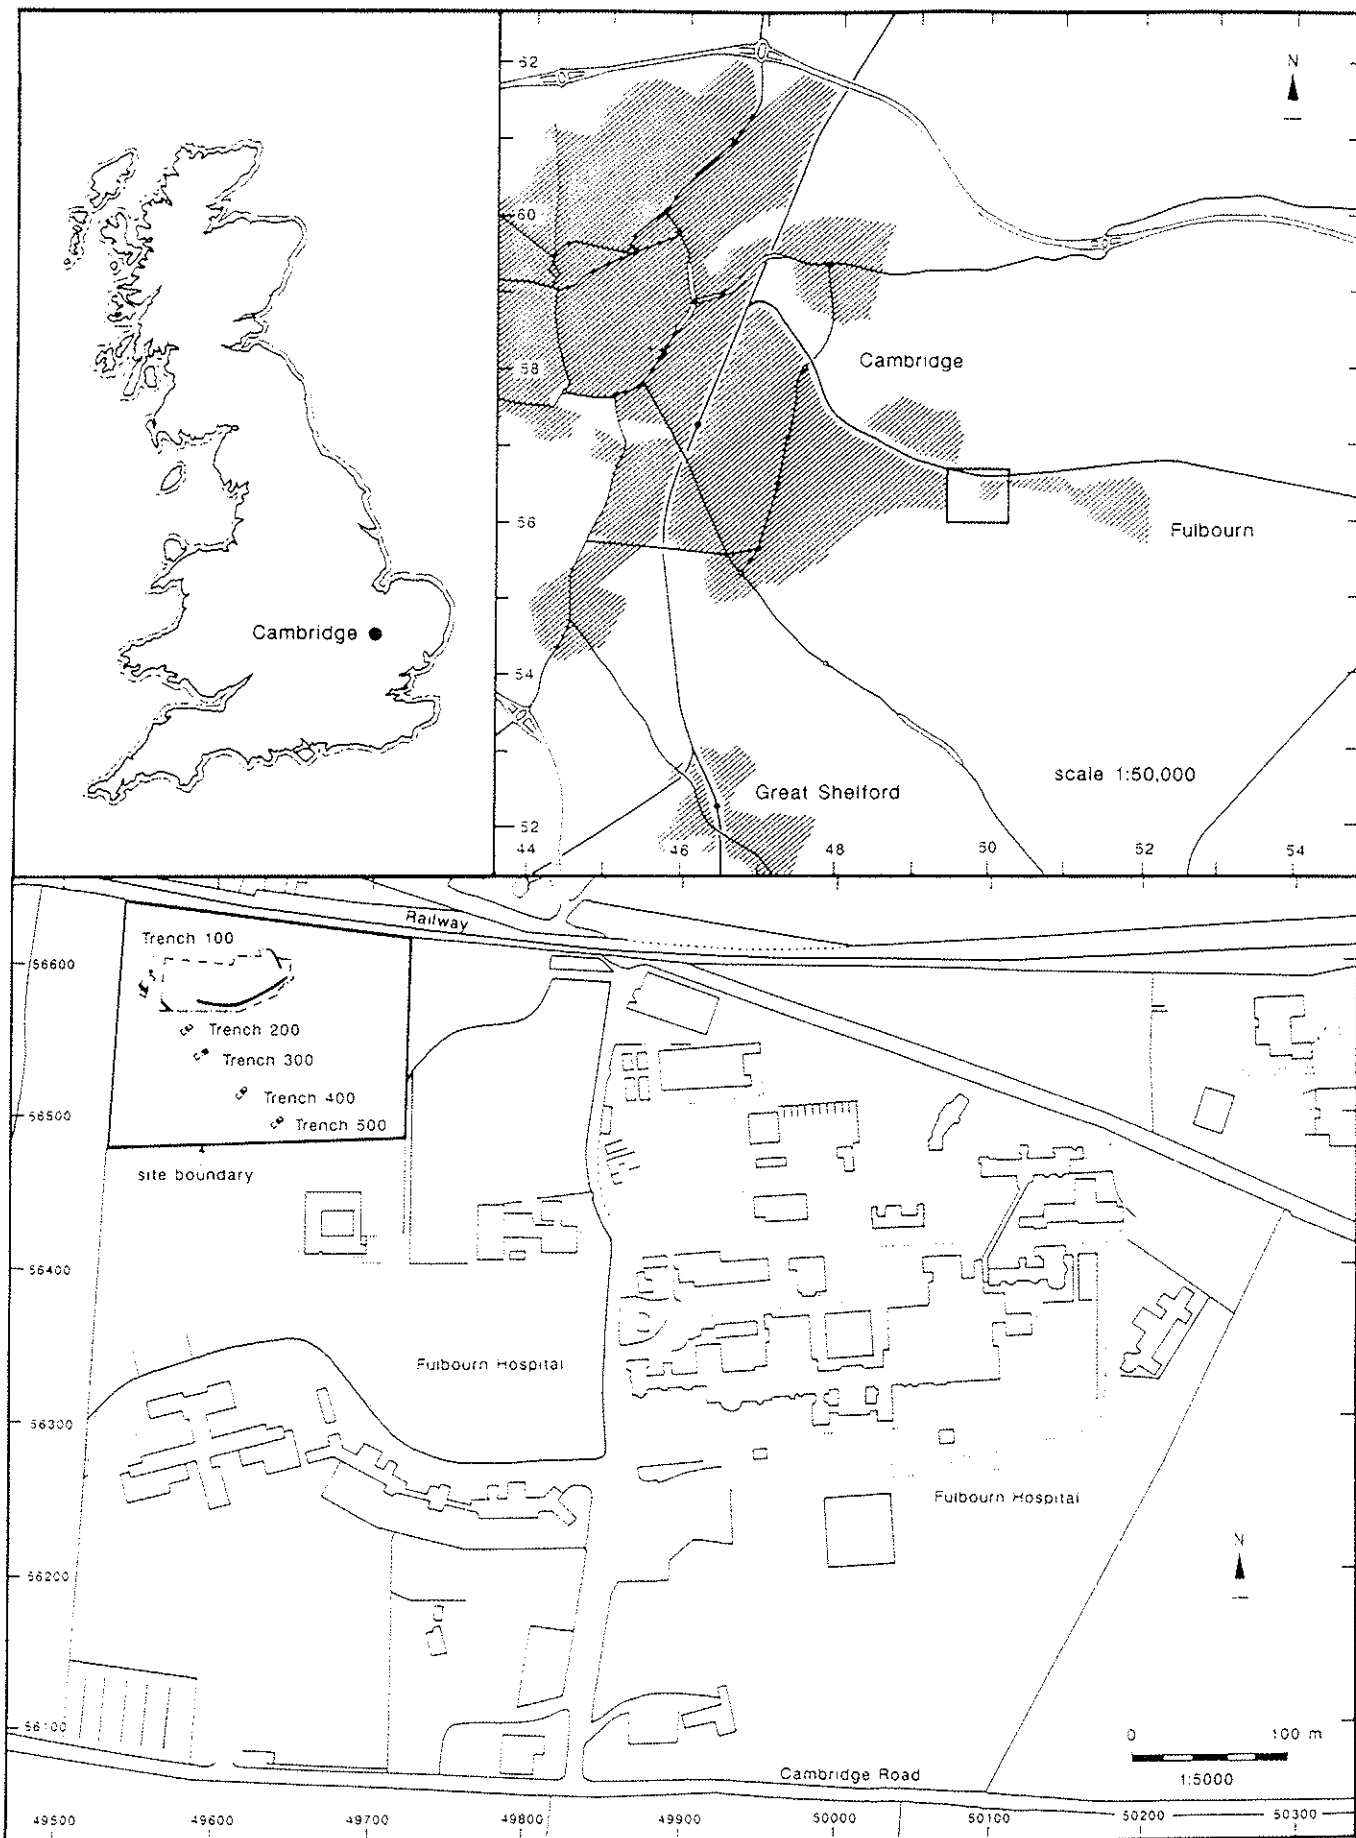 Cambridge
62
N
60
58
Cambridge
56
Fulbourn
54
scale 1:50,000
Great Shelford
52
44
46
48
50
52
54
Railway
Trench 100
56600
Trench 200
Trench 300
Trench 400
56500
Trench 500
site boundary
56400
Fulbourn Hospital
56300
Fulbourn Hospital
N
56200
56100
0
100 m
1:5000
Cambridge Road
49500
49600
49700
49800
49900
50000
50100
50200
50300